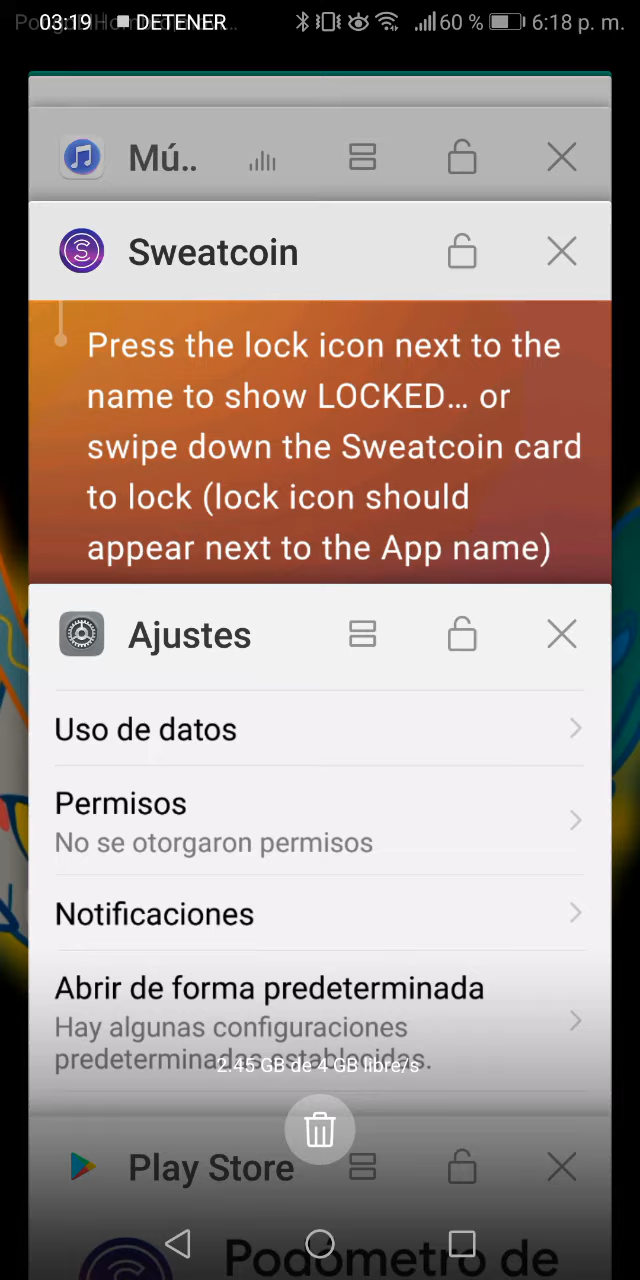 03:19 DETENER 60 % 6:18 p. m.
Mú..
Sweatcoin
Press the lock icon next to the
name to show LOCKED... or
swipe down the Sweatcoin card
to lock (lock icon should
appear next to the App name)
Ajustes
Uso de datos
Permisos
No se otorgaron permisos
Notificaciones
Abrir de forma predeterminada
Hay algunas configuraciones
predeterminadas establecidas.
2.45 GB de 4 GB libre/s
Play Store
Podómetro de